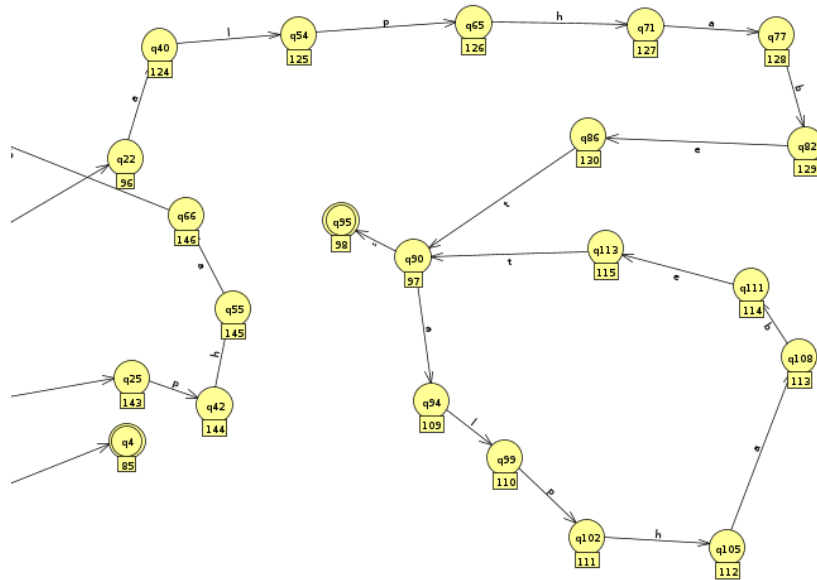 q40
124
l
q54
125
p
q65
126
h
q71
127
a
q77
128
b
q82
129
e
q86
130
t
a
q22
96
q66
146
a
q55
145
h
q25
143
p
q42
144
q4
85
q95
98
q90
97
t
q113
115
e
q111
114
b
q108
113
a
q94
109
l
q99
110
p
q102
111
h
q105
112
a